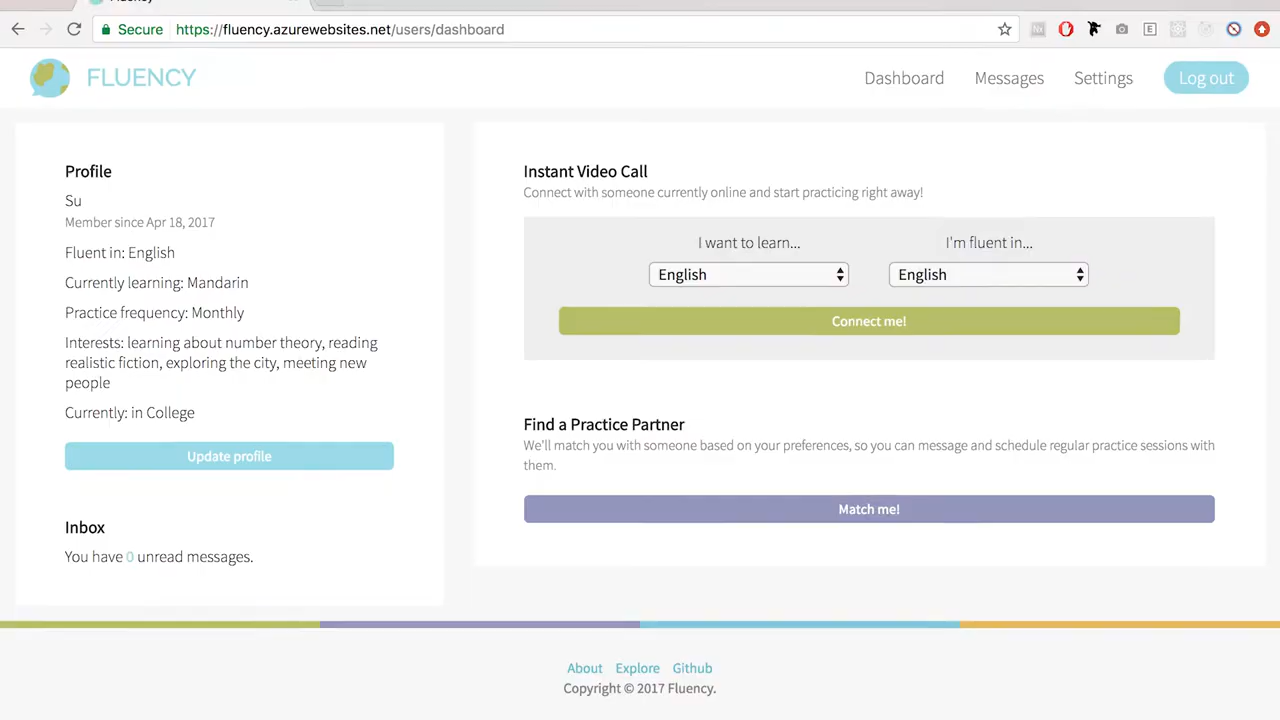 Secure https://fluency.azurewebsites.net/users/dashboard
FLUENCY
Dashboard Messages Settings Log out
Profile
Su
Member since Apr 18, 2017
Fluent in: English
Currently learning: Mandarin
Practice frequency: Monthly
Interests: learning about number theory, reading
realistic fiction, exploring the city, meeting new
people
Currently: in College
Update profile
Inbox
You have 0 unread messages.
Instant Video Call
Connect with someone currently online and start practicing right away!
I want to learn... I'm fluent in...
English English
Connect me!
Find a Practice Partner
We'll match you with someone based on your preferences, so you can message and schedule regular practice sessions with
them.
Match me!
About Explore Github
Copyright © 2017 Fluency.